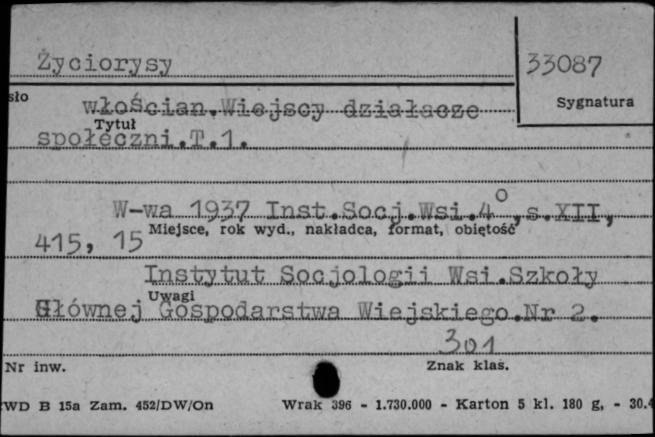 Życiorysy
33087
sło
włościan.Wiejscy działacze
Sygnatura
Tytuł
społeczni.T.1.
W-wa 1937 Inst.Socj.Wsi.4º,s.XII,
Miejsce, rok wyd., nakładca, format, obiętość
415, 15
Instytut Socjologii Wsi.Szkoły
Uwagi
Głównej Gospodarstwa Wiejskiego.Nr 2.
301
Nr inw.
Znak klas.
WD B 15a Zam. 452/DW/On
Wrak 396 - 1.730.000 - Karton 5 kl. 180 g, - 30.4